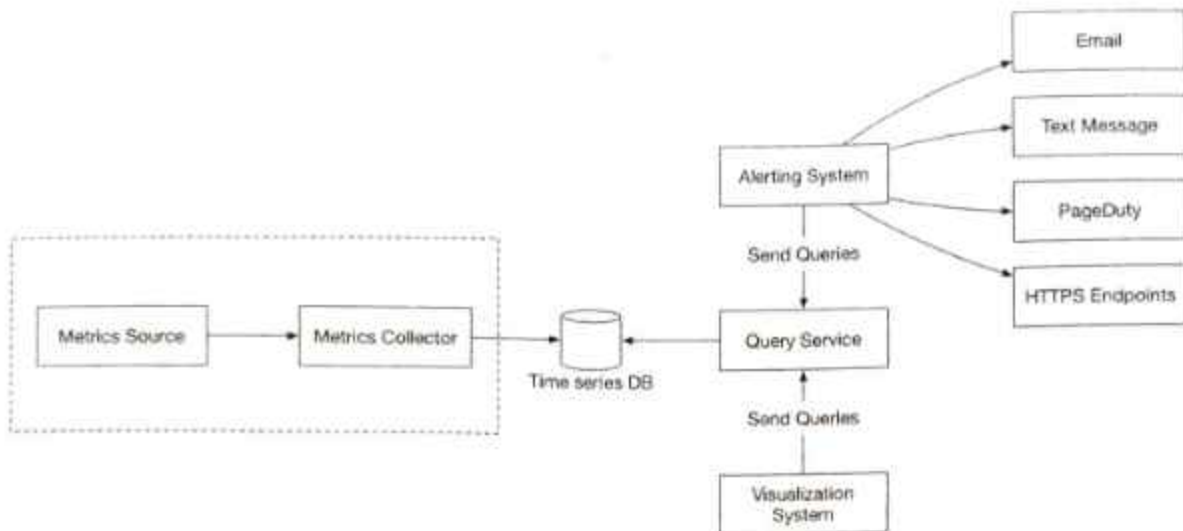 Email
Text Message
Alerting System
PageDuty
Send Queries
HTTPS Endpoints
Metrics Source
Metrics Collector
Query Service
Time series DB
Send Queries
Visualization
System